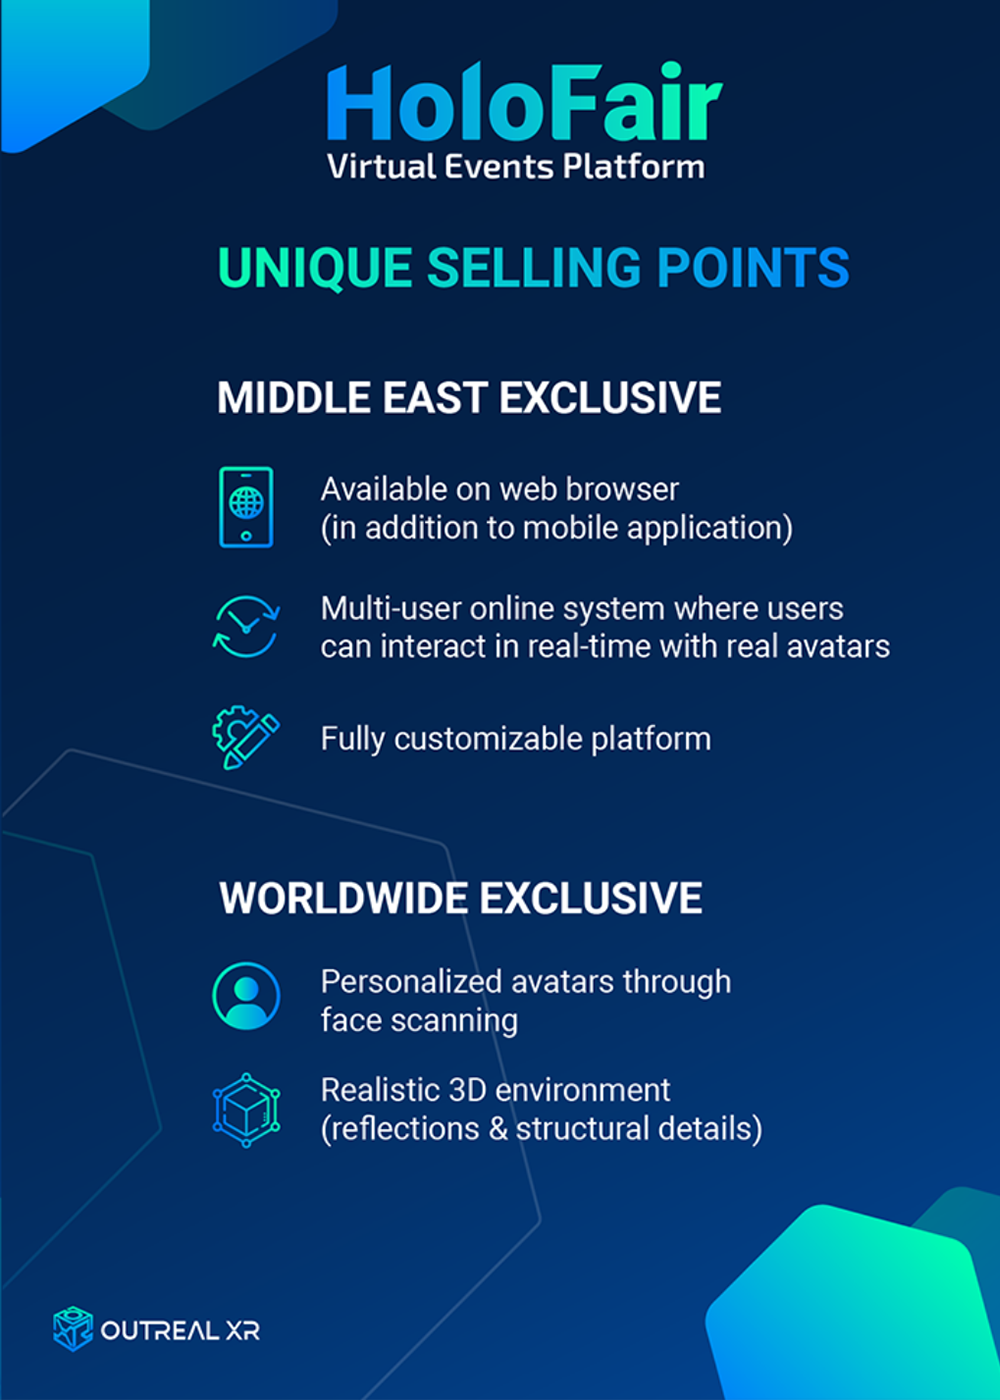 HoloFair
Virtual Events Platform
UNIQUE SELLING POINTS
MIDDLE EAST EXCLUSIVE
Available on web browser
(in addition to mobile application)
Multi-user online system where users
can interact in real-time with real avatars
Fully customizable platform
WORLDWIDE EXCLUSIVE
Personalized avatars through
face scanning
Realistic 3D environment
(reflections & structural details)
OUTREAL XR